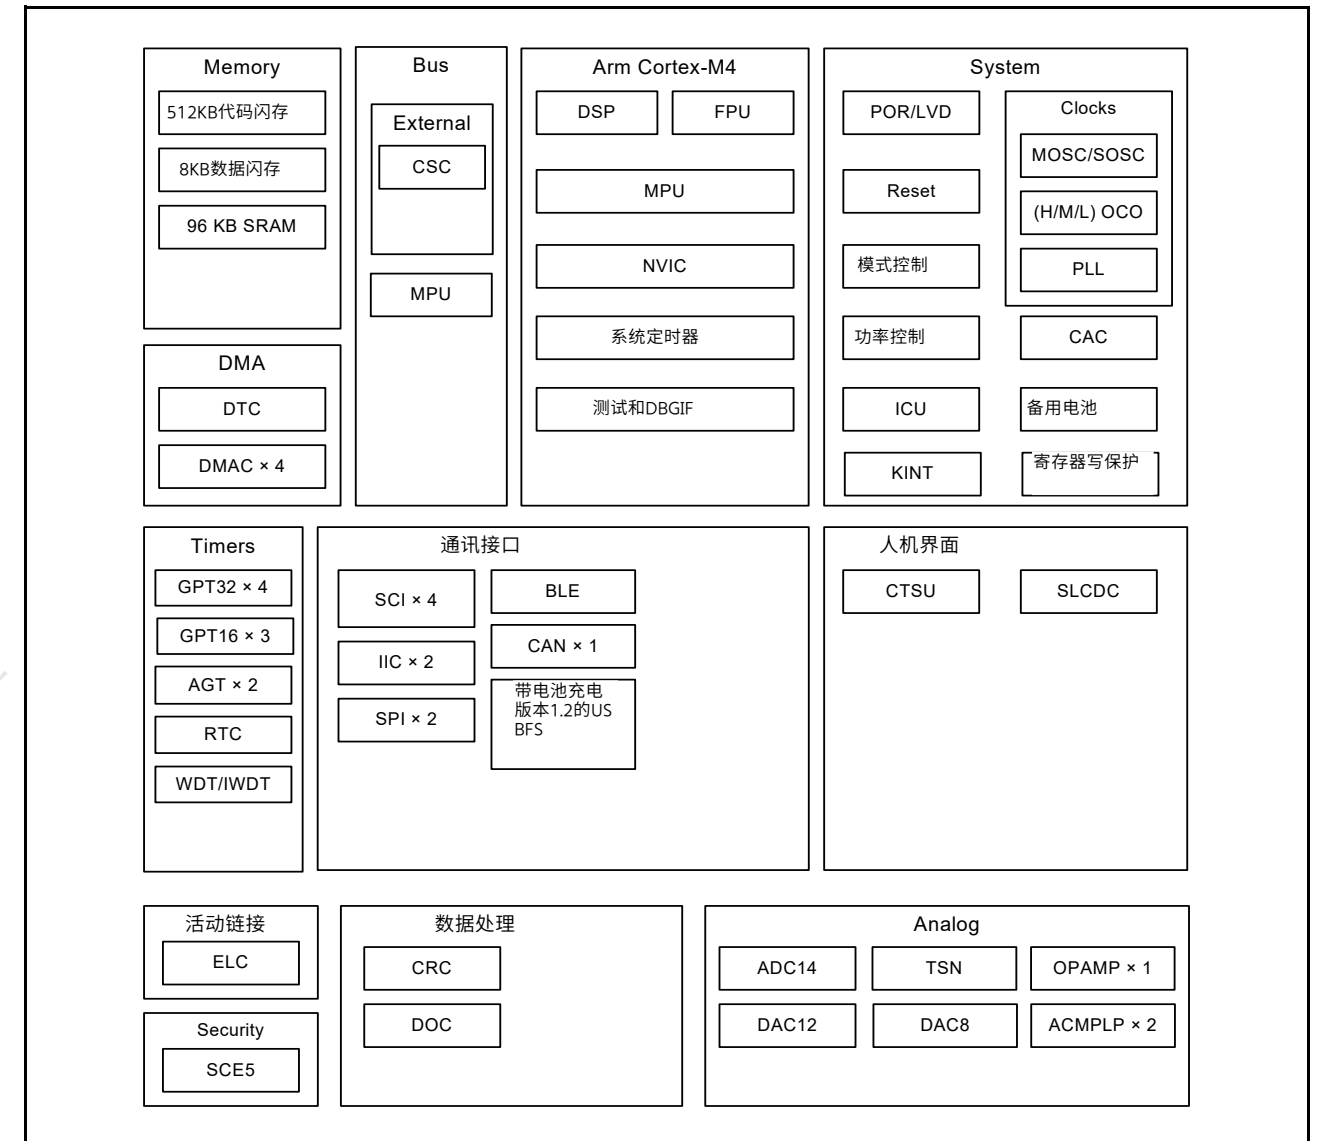 Memory
512KB代码闪存
8KB数据闪存
96 KB SRAM
DMA
DTC
DMAC × 4
Bus
External
CSC
MPU
Arm Cortex-M4
DSP
FPU
MPU
NVIC
系统定时器
测试和DBGIF
System
POR/LVD
Reset
模式控制
功率控制
ICU
KINT
Clocks
MOSC/SOSC
(H/M/L) OCO
PLL
CAC
备用电池
寄存器写保护
Timers
GPT32 × 4
GPT16 × 3
AGT × 2
RTC
WDT/IWDT
通讯接口
SCI × 4
IIC × 2
SPI × 2
BLE
CAN × 1
带电池充电
版本1.2的US
BFS
人机界面
CTSU
SLCDC
活动链接
ELC
Security
SCE5
数据处理
CRC
DOC
Analog
ADC14
TSN
OPAMP × 1
DAC12
DAC8
ACMPLP × 2